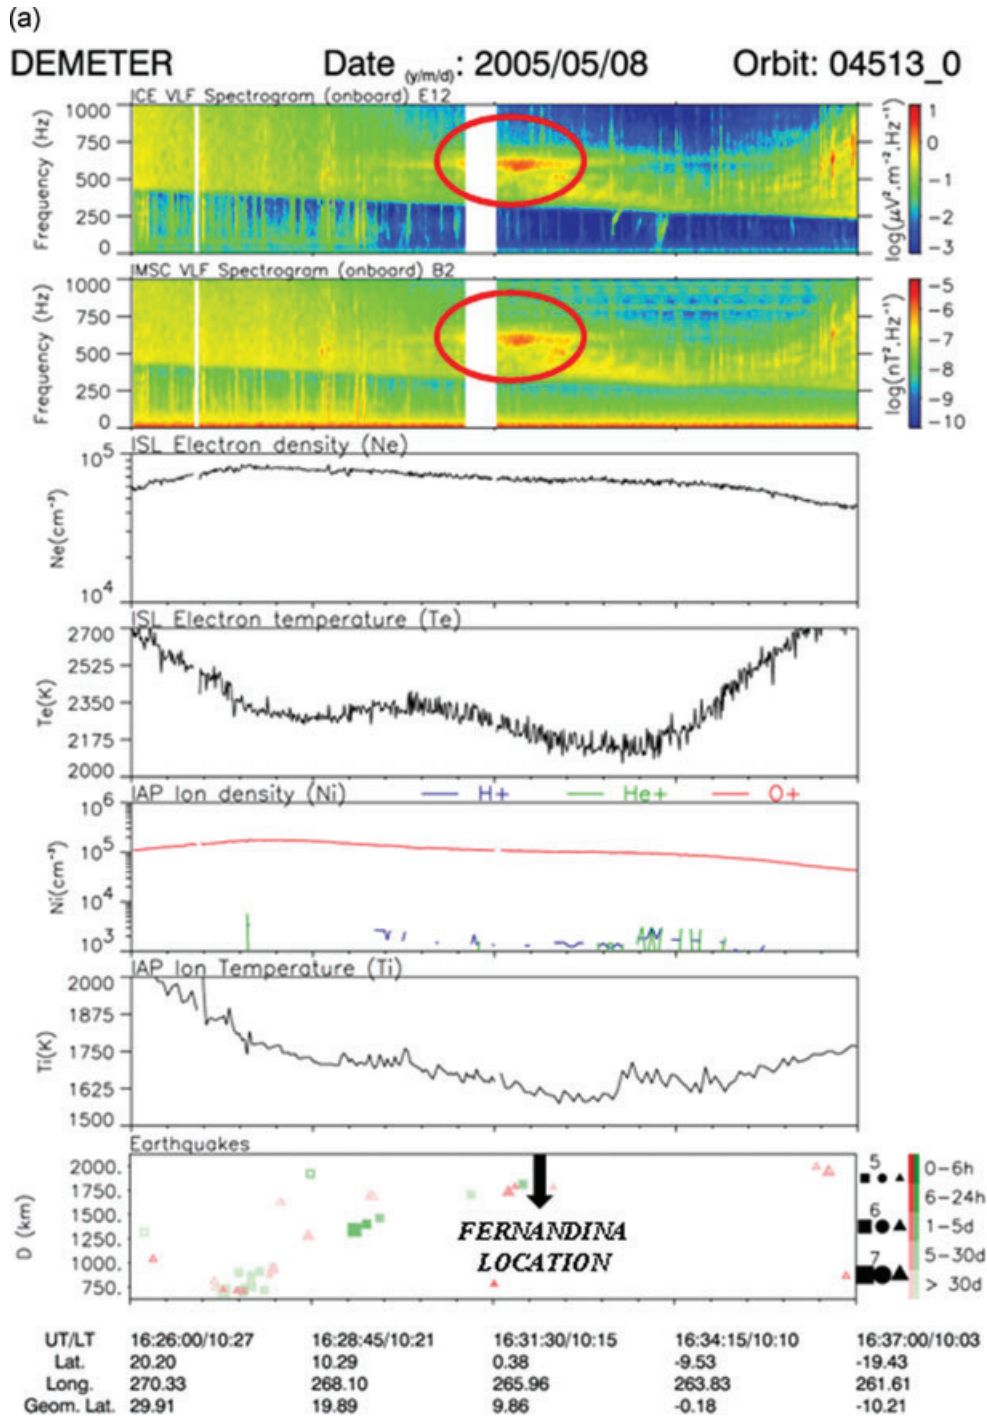 (a)
DEMETER Date (y/m/d): 2005/05/08 Orbit: 04513_0
ICE VLF Spectrogram (onboard) E12
1000
750
500
250
0
Frequency (Hz)
1
0
-1
-2
-3
log(μV².m⁻².Hz⁻¹)
IMSC VLF Spectrogram (onboard) B2
1000
750
500
250
0
Frequency (Hz)
-5
-6
-7
-8
-9
-10
log(nT².Hz⁻¹)
ISL Electron density (Ne)
10⁵
10⁴
Ne(cm⁻³)
ISL Electron temperature (Te)
2700
2525
2350
2175
2000
Te(K)
IAP Ion density (Ni) H+ He+ O+
10⁶
10⁵
10⁴
10³
Ni(cm⁻³)
IAP Ion Temperature (Ti)
2000
1875
1750
1625
1500
Ti(K)
Earthquakes
2000.
1750.
1500.
1250.
1000.
750.
D (km)
FERNANDINA
LOCATION
5
6
7
0-6h
6-24h
1-5d
5-30d
> 30d
UT/LT 16:26:00/10:27 16:28:45/10:21 16:31:30/10:15 16:34:15/10:10 16:37:00/10:03
Lat. 20.20 10.29 0.38 -9.53 -19.43
Long. 270.33 268.10 265.96 263.83 261.61
Geom. Lat. 29.91 19.89 9.86 -0.18 -10.21